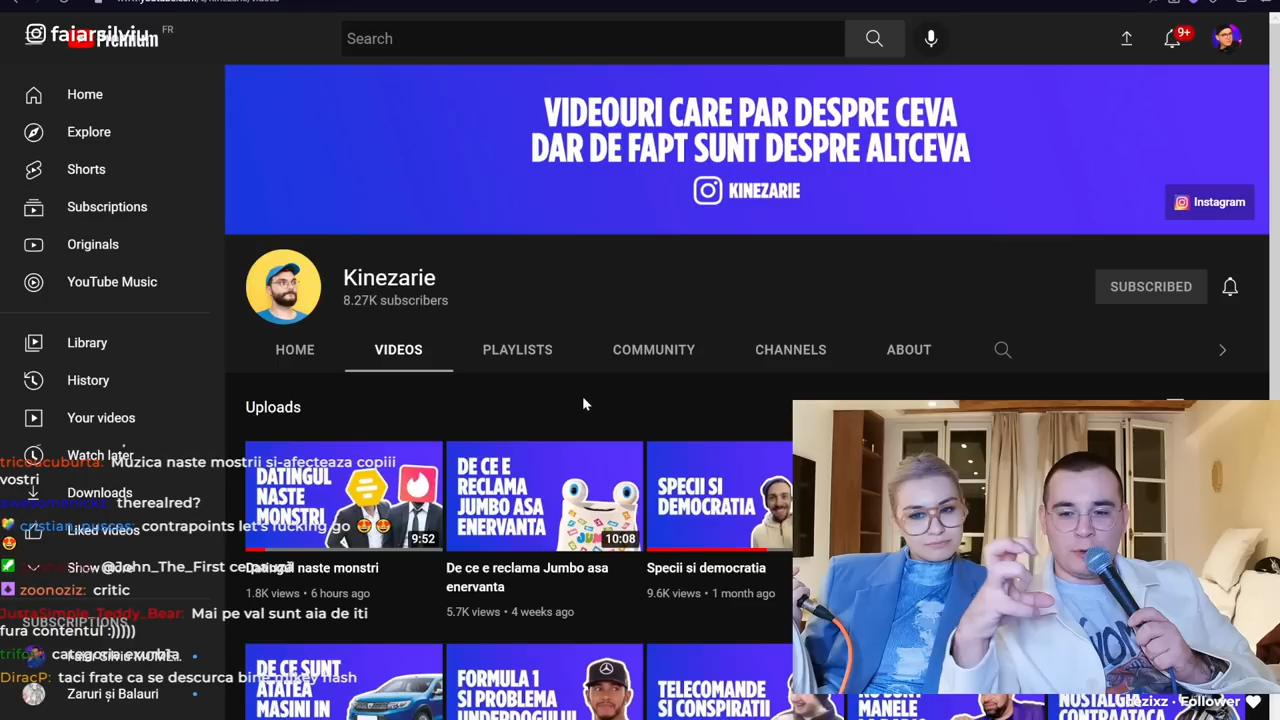 faiarsilviu
Premium
FR
Search
9+
Home
Explore
Shorts
Subscriptions
Originals
YouTube Music
Library
History
Your videos
Watch later
Downloads
Liked videos
VIDEOURI CARE PAR DESPRE CEVA
DAR DE FAPT SUNT DESPRE ALTCEVA
KINEZARIE
Instagram
Kinezarie
8.27K subscribers
SUBSCRIBED
HOME
VIDEOS
PLAYLISTS
COMMUNITY
CHANNELS
ABOUT
Uploads
DATINGUL
NASTE
MONSTRI
9:52
Datingul naste monstri
1.8K views • 6 hours ago
DE CE E
RECLAMA
JUMBO ASA
ENERVANTA
10:08
De ce e reclama Jumbo asa
enervanta
5.7K views • 4 weeks ago
SPECII SI
DEMOCRATIA
Specii si democratia
9.6K views • 1 month ago
DE CE SUNT
ATATEA
MASINI IN
FORMULA 1
SI PROBLEMA
UNDERDOGULUI
TELECOMANDE
SI CONSPIRATII
MANELE
NOSTALGIA
CONTRAATACA
tricoucuburta: Muzica naste mostrii si-afecteaza copiii
vostri
therealred?
contrapoints let's fucking go
@John_The_First ce
zoonoziz: critic
JustaSimple_Teddy_Bear: Mai pe val sunt aia de iti
fura contentul :)))))
SUBSCRIPTIONS
categoria
DiracP: taci frate ca se descurca bine mikey hash
Zaruri și Balauri
Follower